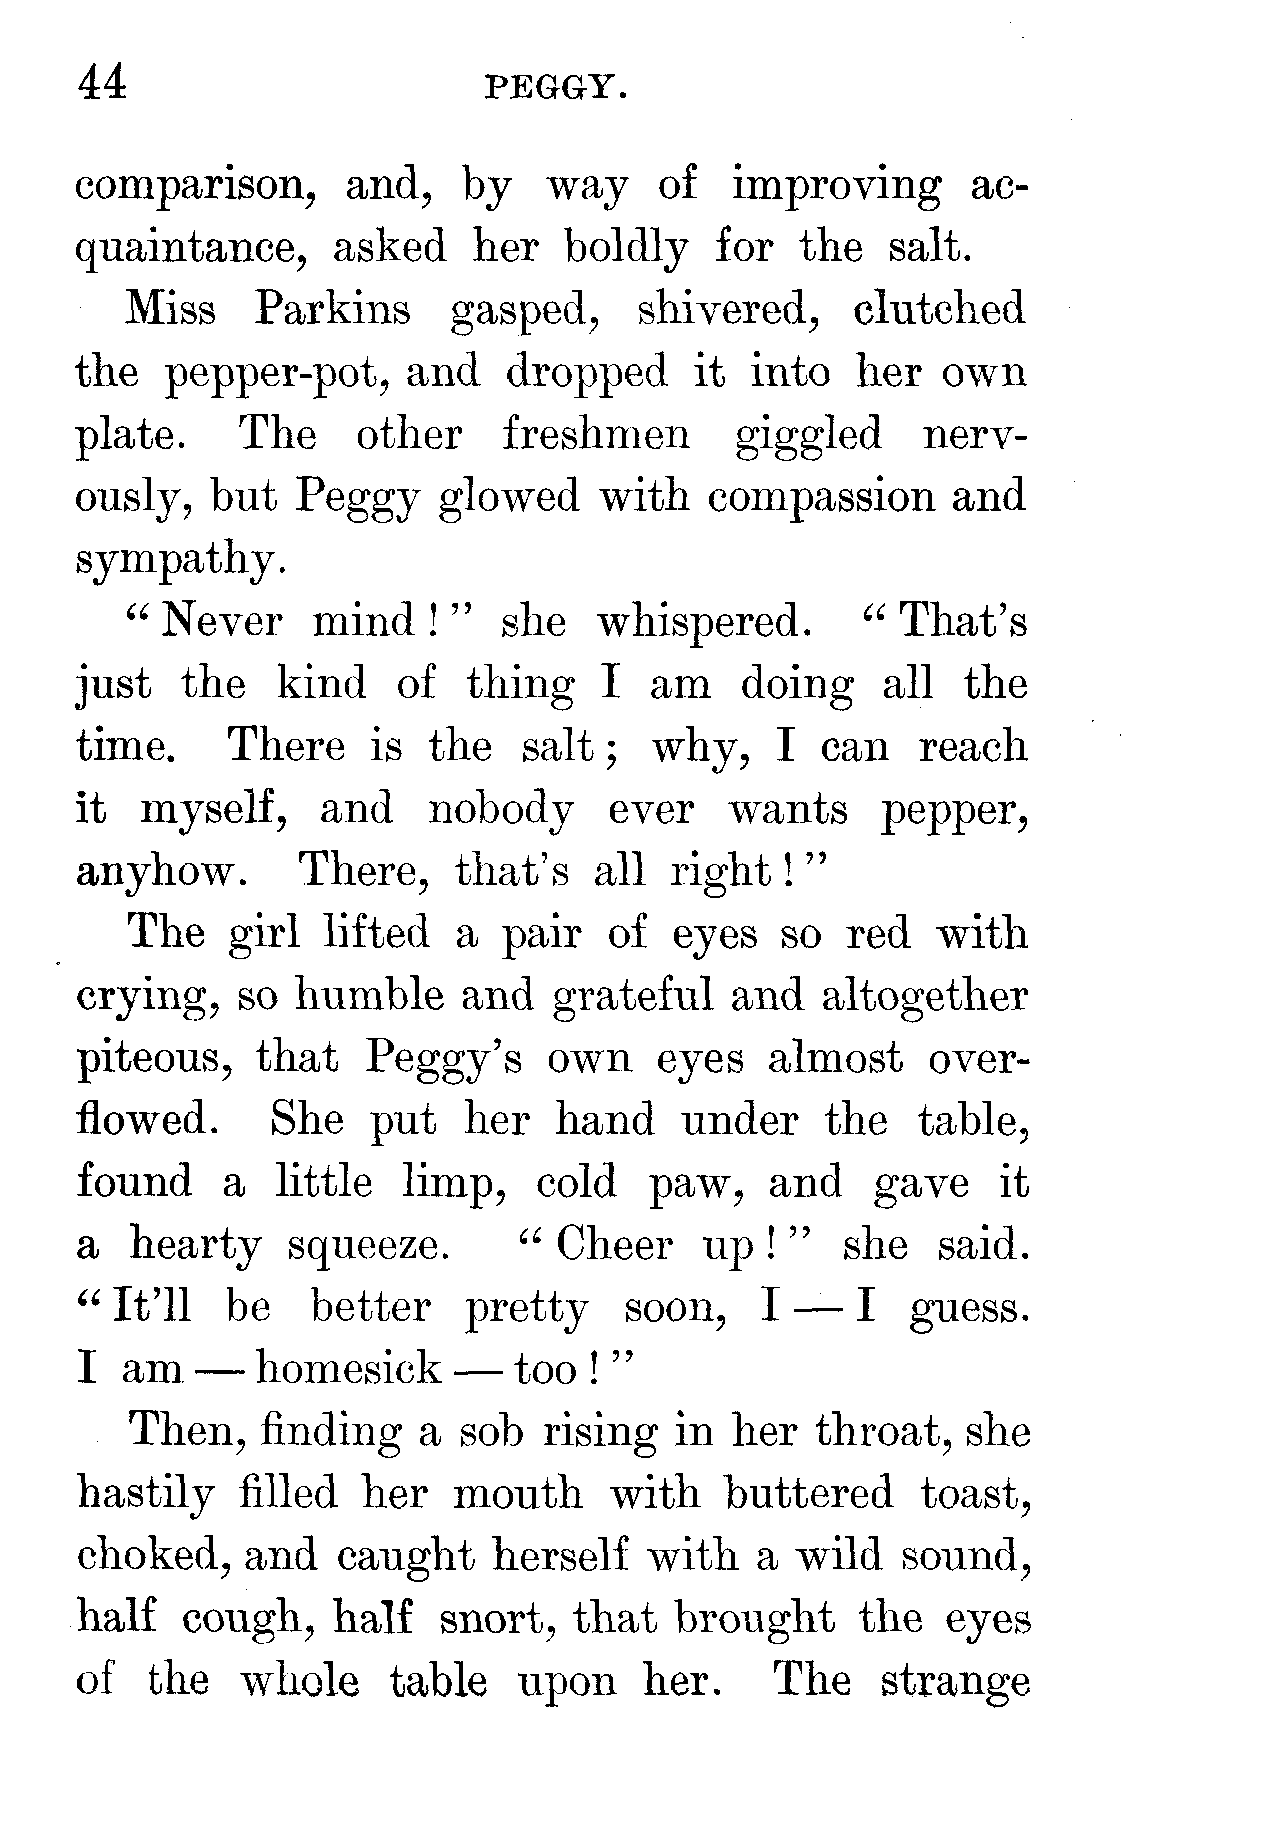 44 PEGGY.
comparison, and, by way of improving ac-
quaintance, asked her boldly for the salt.
Miss Parkins gasped, shivered, clutched
the pepper-pot, and dropped it into her own
plate. The other freshmen giggled nerv-
ously, but Peggy glowed with compassion and
sympathy.
“ Never mind ! ” she whispered. “ That’s
just the kind of thing I am doing all the
time. There is the salt ; why, I can reach
it myself, and nobody ever wants pepper,
anyhow. There, that’s all right ! ”
The girl lifted a pair of eyes so red with
crying, so humble and grateful and altogether
piteous, that Peggy’s own eyes almost over-
flowed. She put her hand under the table,
found a little limp, cold paw, and gave it
a hearty squeeze. “ Cheer up ! ” she said.
“ It’ll be better pretty soon, I — I guess.
I am — homesick — too ! ”
Then, finding a sob rising in her throat, she
hastily filled her mouth with buttered toast,
choked, and caught herself with a wild sound,
half cough, half snort, that brought the eyes
of the whole table upon her. The strange